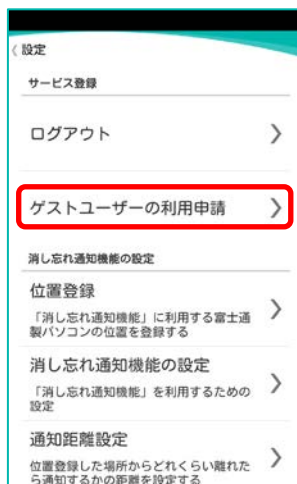 設定
サービス登録
ログアウト
ゲストユーザーの利用申請
消し忘れ通知機能の設定
位置登録
「消し忘れ通知機能」に利用する富士通
製パソコンの位置を登録する
消し忘れ通知機能の設定
「消し忘れ通知機能」を利用するための
設定
通知距離設定
位置登録した場所からどれくらい離れた
ら通知するかの距離を設定する